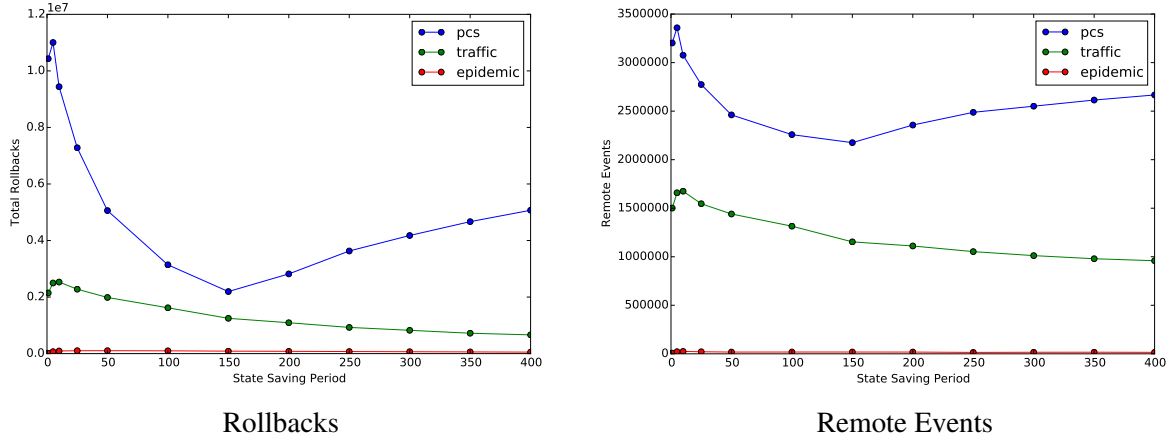 1.2 1e7
1.0
0.8
0.6
0.4
0.2
0.0
Total Rollbacks
0 50 100 150 200 250 300 350 400
State Saving Period
pcs
traffic
epidemic
Rollbacks
3500000
3000000
2500000
2000000
1500000
1000000
500000
0
Remote Events
0 50 100 150 200 250 300 350 400
State Saving Period
pcs
traffic
epidemic
Remote Events